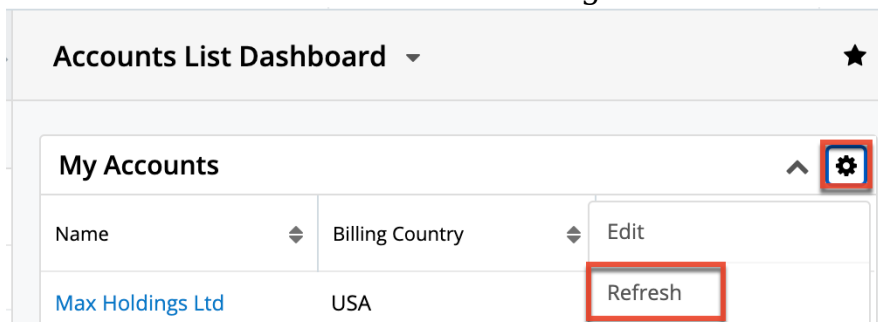 Accounts List Dashboard
My Accounts
Name Billing Country Edit
Max Holdings Ltd USA Refresh